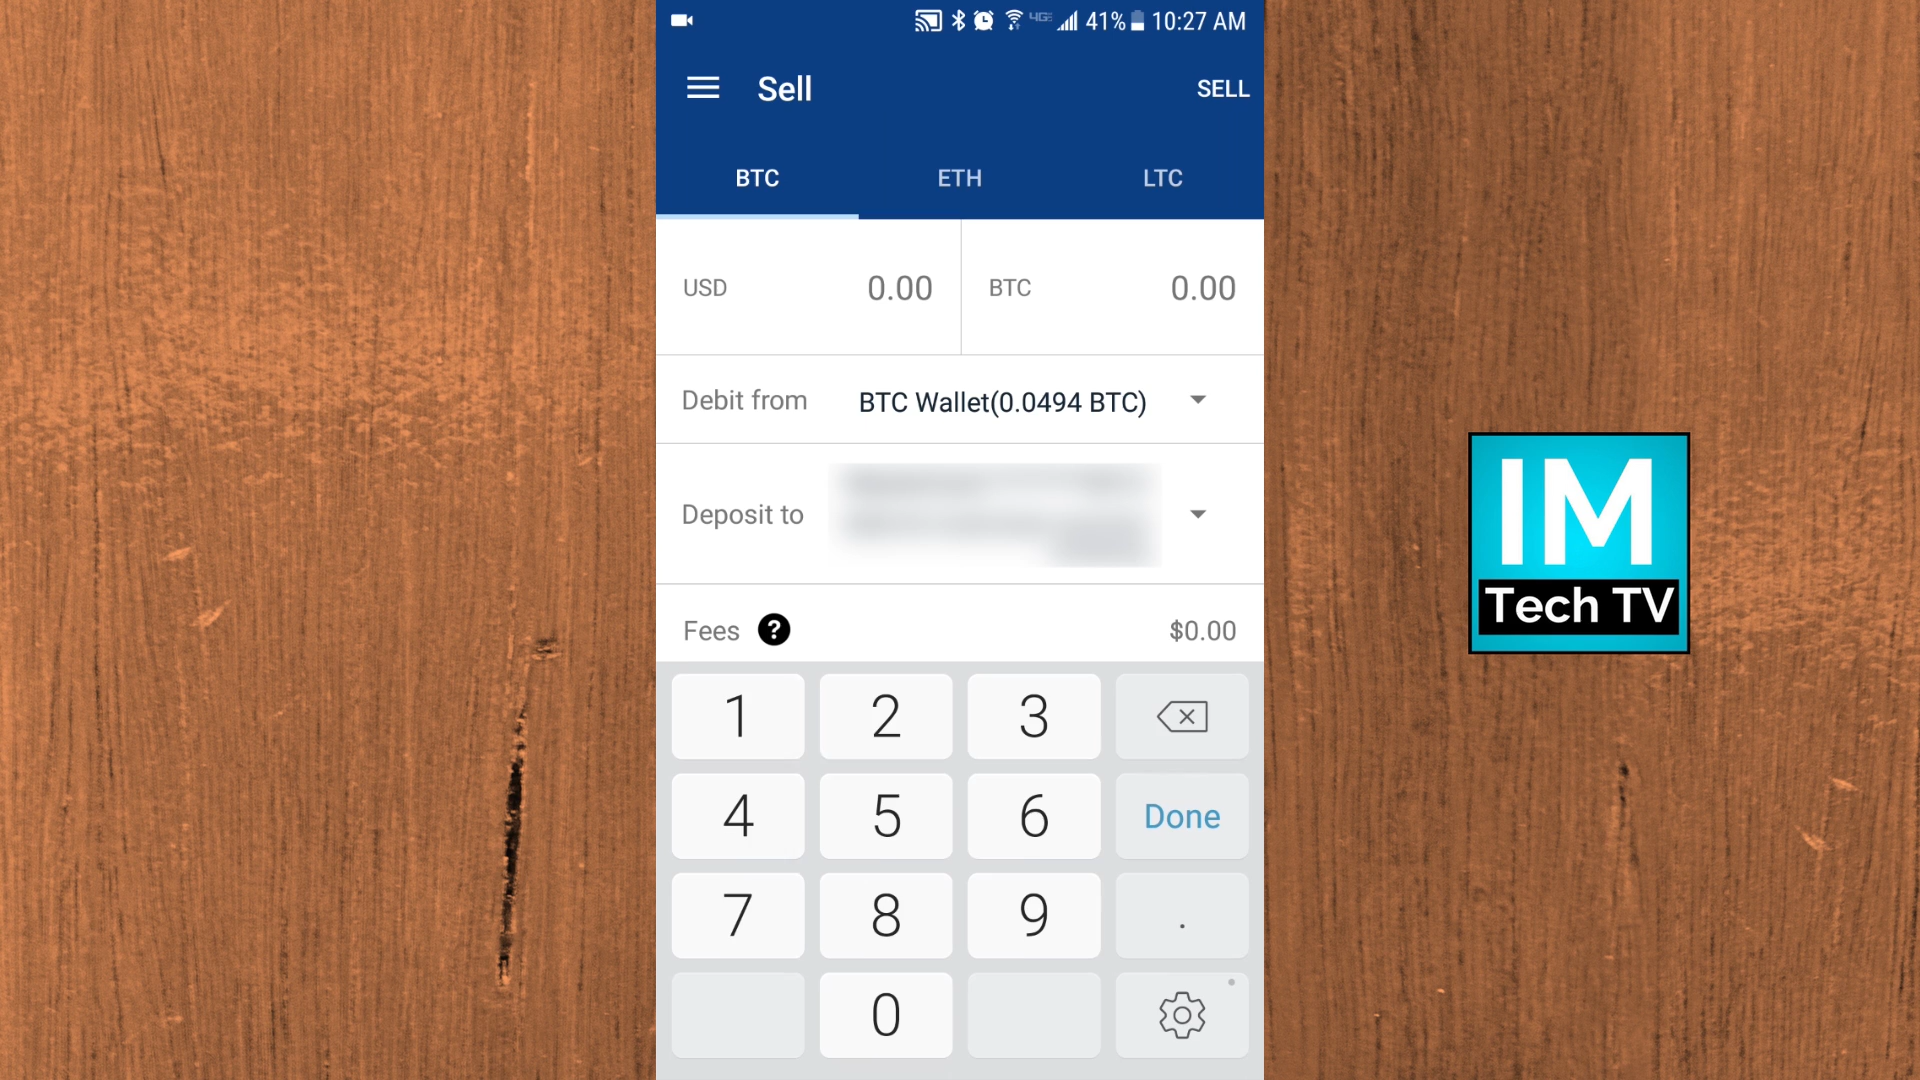 4G 41% 10:27 AM
Sell SELL
BTC ETH LTC
USD 0.00 BTC 0.00
Debit from BTC Wallet(0.0494 BTC)
Deposit to
Fees ? $0.00
1 2 3
4 5 6 Done
7 8 9 .
0
IM
Tech TV